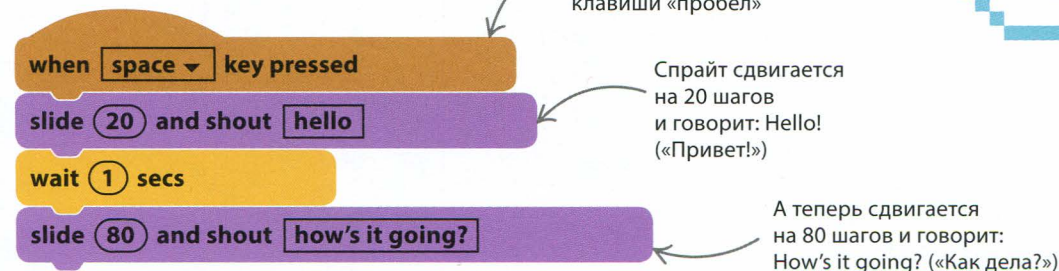 клавиши «пробел»
when space key pressed
Спрайт сдвигается
на 20 шагов
и говорит: Hello!
(«Привет!»)
slide 20 and shout hello
wait 1 secs
slide 80 and shout how's it going?
А теперь сдвигается
на 80 шагов и говорит:
How's it going? («Как дела?»)